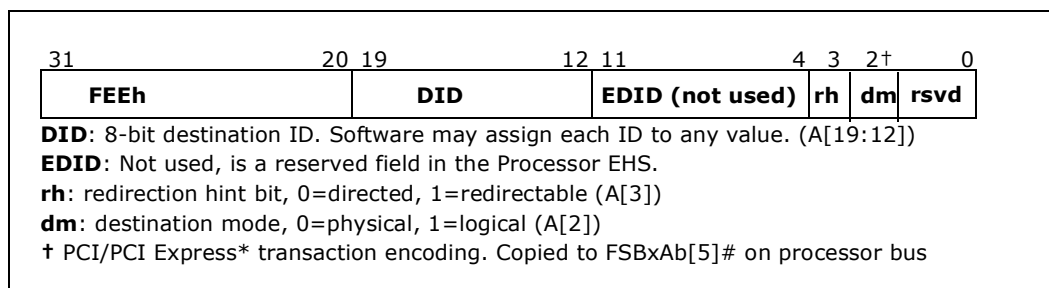 31 20 19 12 11 4 3 2† 0
FEEh DID EDID (not used) rh dm rsvd
DID: 8-bit destination ID. Software may assign each ID to any value. (A[19:12])
EDID: Not used, is a reserved field in the Processor EHS.
rh: redirection hint bit, 0=directed, 1=redirectable (A[3])
dm: destination mode, 0=physical, 1=logical (A[2])
† PCI/PCI Express* transaction encoding. Copied to FSBxAb[5]# on processor bus